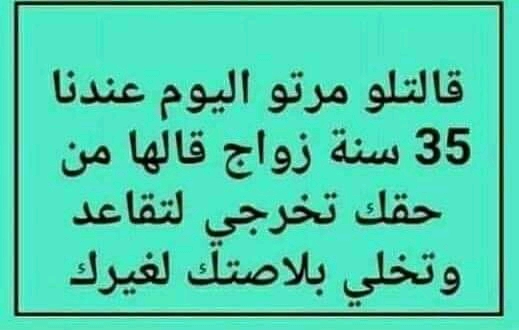 قالتلو مرتو اليوم عندنا
35 سنة زواج قالها من
حقك تخرجي لتقاعد
وتخلي بلاصتك لغيرك